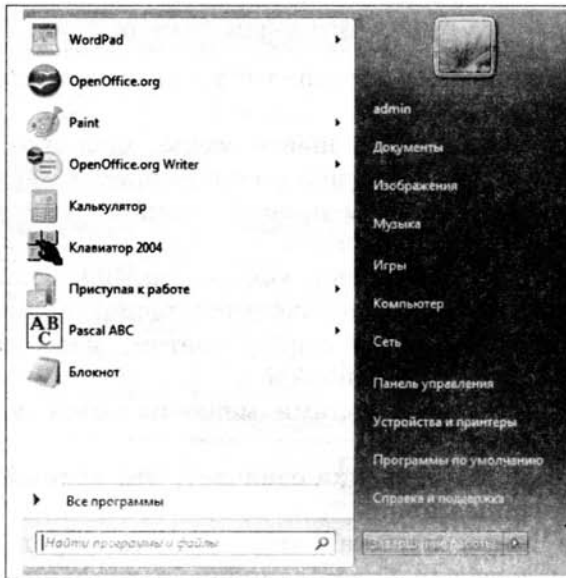 WordPad
OpenOffice.org
Paint
OpenOffice.org Writer
Калькулятор
Клавиатор 2004
Приступая к работе
ABC
Pascal ABC
Блокнот
Все программы
Найти программы и файлы
admin
Документы
Изображения
Музыка
Игры
Компьютер
Сеть
Панель управления
Устройства и принтеры
Программы по умолчанию
Справка и поддержка